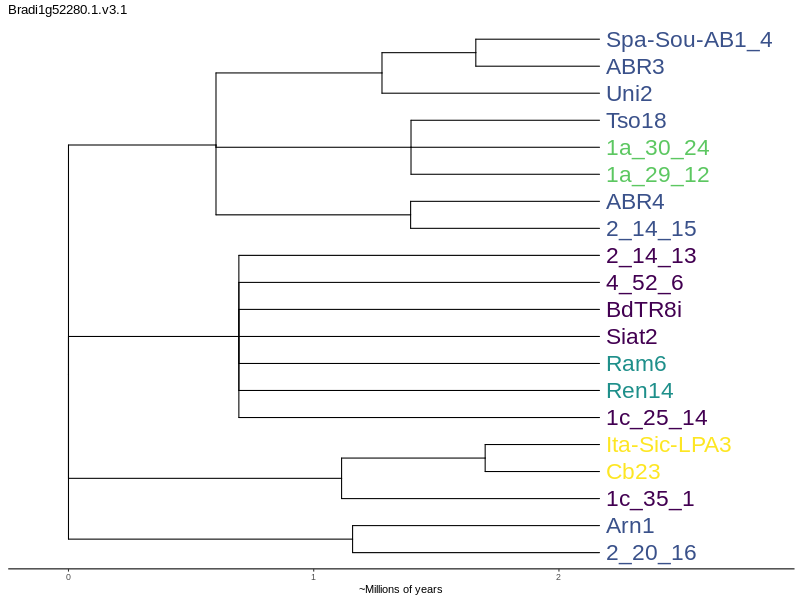 Bradi1g52280.1.v3.1
Spa-Sou-AB1_4
ABR3
Uni2
Tso18
1a_30_24
1a_29_12
ABR4
2_14_15
2_14_13
4_52_6
BdTR8i
Siat2
Ram6
Ren14
1c_25_14
Ita-Sic-LPA3
Cb23
1c_35_1
Arn1
2_20_16
0 1 2
~Millions of years